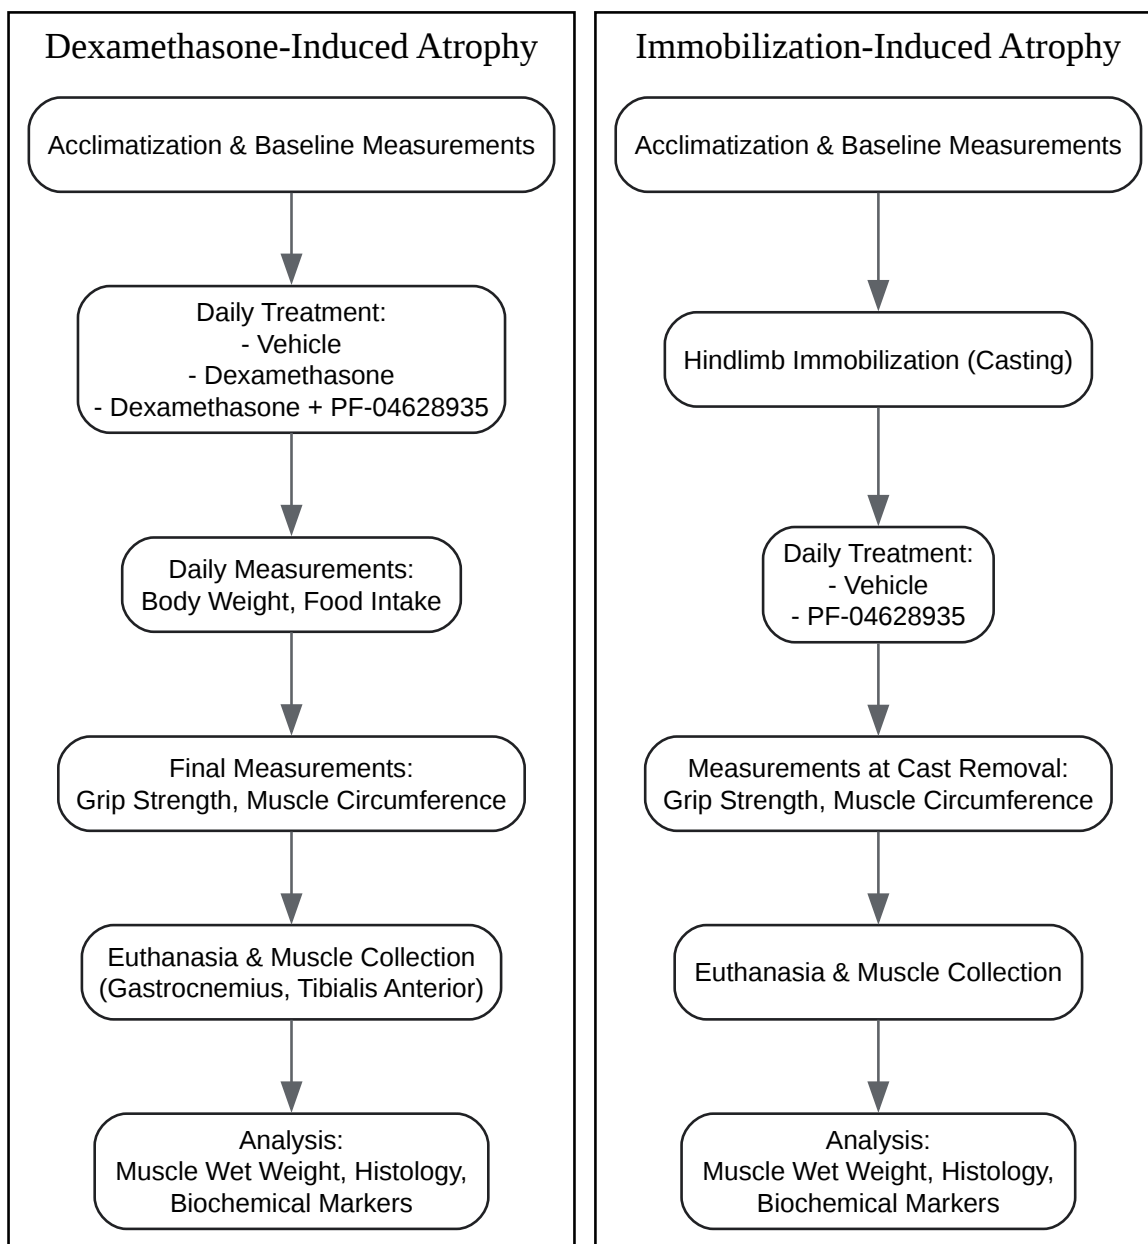 Dexamethasone-Induced Atrophy
Acclimatization & Baseline Measurements
Daily Treatment:
- Vehicle
- Dexamethasone
- Dexamethasone + PF-04628935
Daily Measurements:
Body Weight, Food Intake
Final Measurements:
Grip Strength, Muscle Circumference
Euthanasia & Muscle Collection
(Gastrocnemius, Tibialis Anterior)
Analysis:
Muscle Wet Weight, Histology,
Biochemical Markers
Immobilization-Induced Atrophy
Acclimatization & Baseline Measurements
Hindlimb Immobilization (Casting)
Daily Treatment:
- Vehicle
- PF-04628935
Measurements at Cast Removal:
Grip Strength, Muscle Circumference
Euthanasia & Muscle Collection
Analysis:
Muscle Wet Weight, Histology,
Biochemical Markers